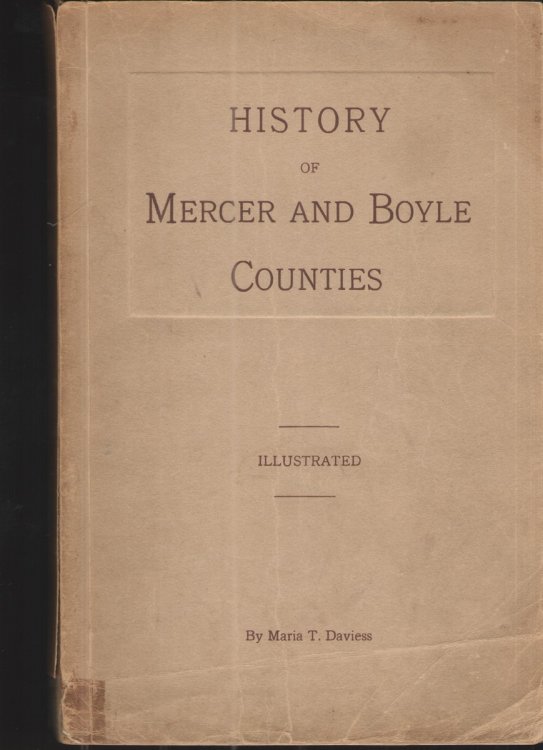 HISTORY
OF
MERCER AND BOYLE
COUNTIES
ILLUSTRATED
By Maria T. Daviess